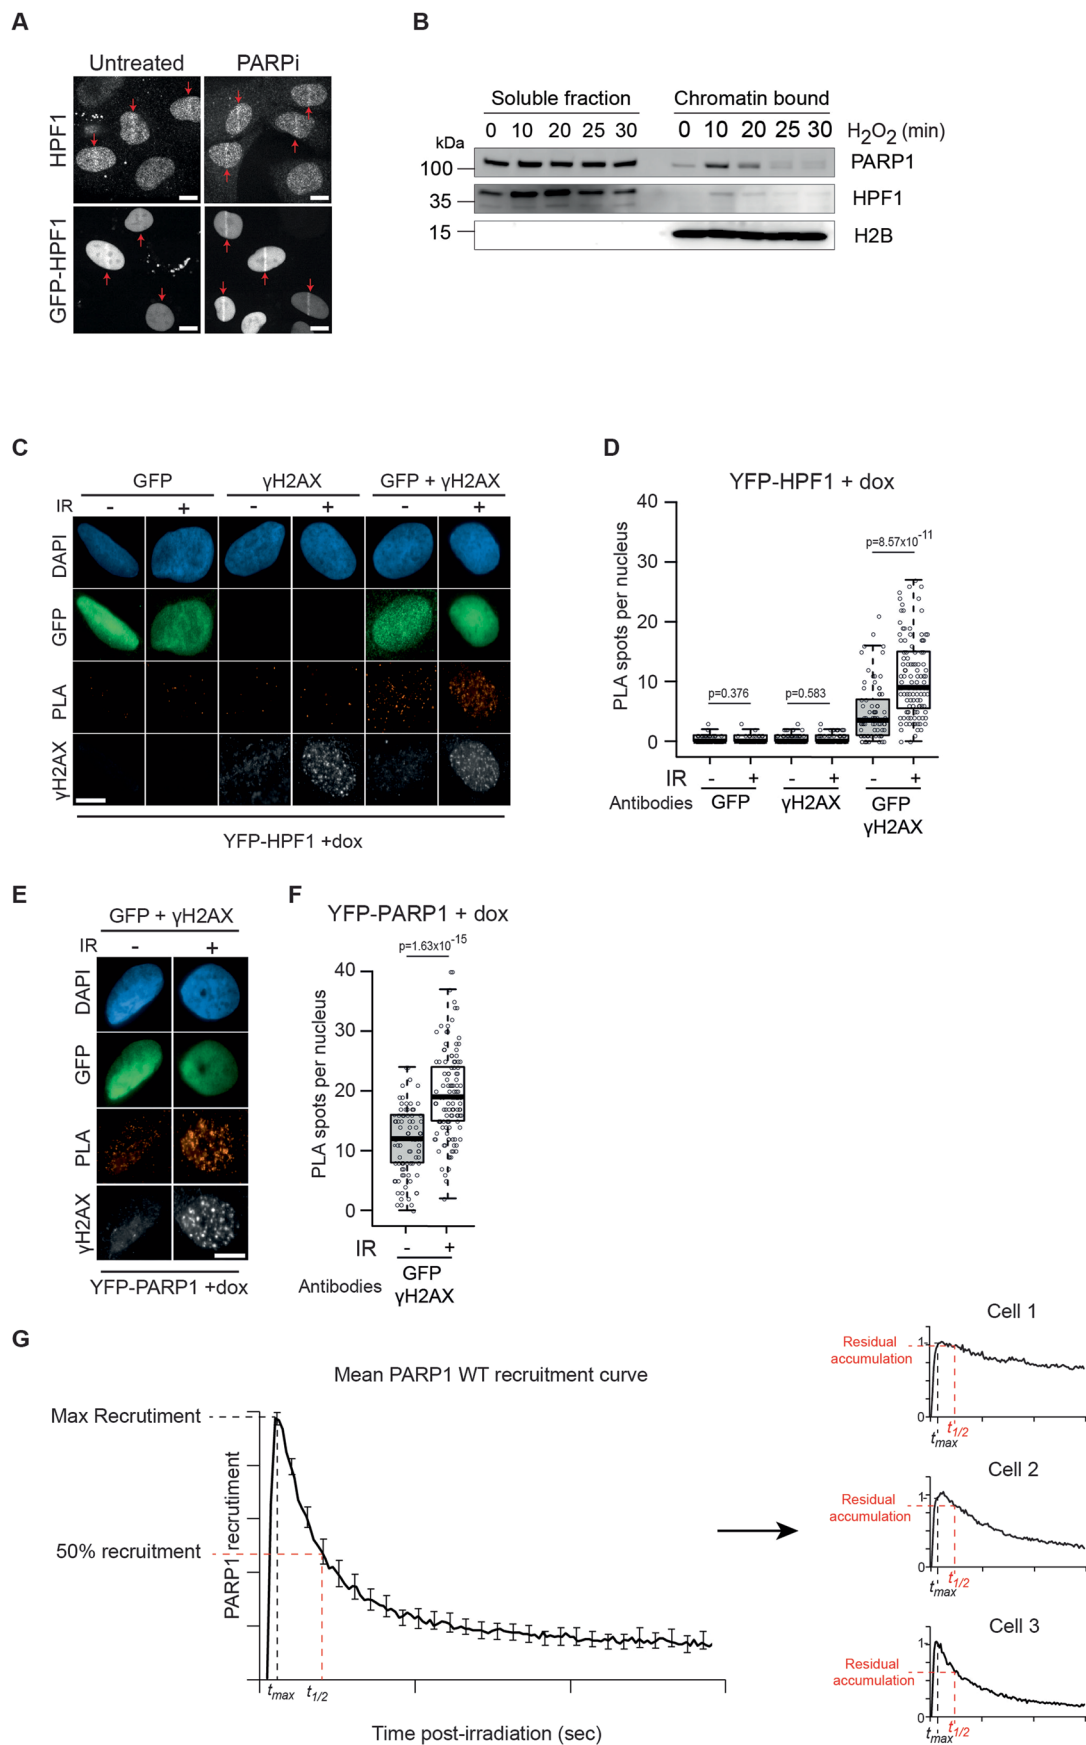 A
Untreated PARPi
HPF1
GFP-HPF1
B
Soluble fraction Chromatin bound
0 10 20 25 30 0 10 20 25 30 H2O2 (min)
kDa
100 PARP1
35 HPF1
15 H2B
C
GFP γH2AX GFP + γH2AX
IR - + - + - +
DAPI
GFP
PLA
γH2AX
YFP-HPF1 +dox
D
YFP-HPF1 + dox
PLA spots per nucleus
40
30
20
10
0
p=0.376
p=0.583
p=8.57x10-11
IR - + - + - +
Antibodies GFP γH2AX GFP
γH2AX
E
GFP + γH2AX
IR - +
DAPI
GFP
PLA
γH2AX
YFP-PARP1 +dox
F
YFP-PARP1 + dox
p=1.63x10-15
PLA spots per nucleus
40
30
20
10
0
IR - +
Antibodies GFP
γH2AX
G
Mean PARP1 WT recruitment curve
Max Recrutiment
50% recruitment
PARP1 recrutiment
tmax t1/2
Time post-irradiation (sec)
Cell 1
Residual
accumulation
1
0
tmax t1/2
Cell 2
Residual
accumulation
1
0
tmax t1/2
Cell 3
Residual
accumulation
1
0
tmax t1/2